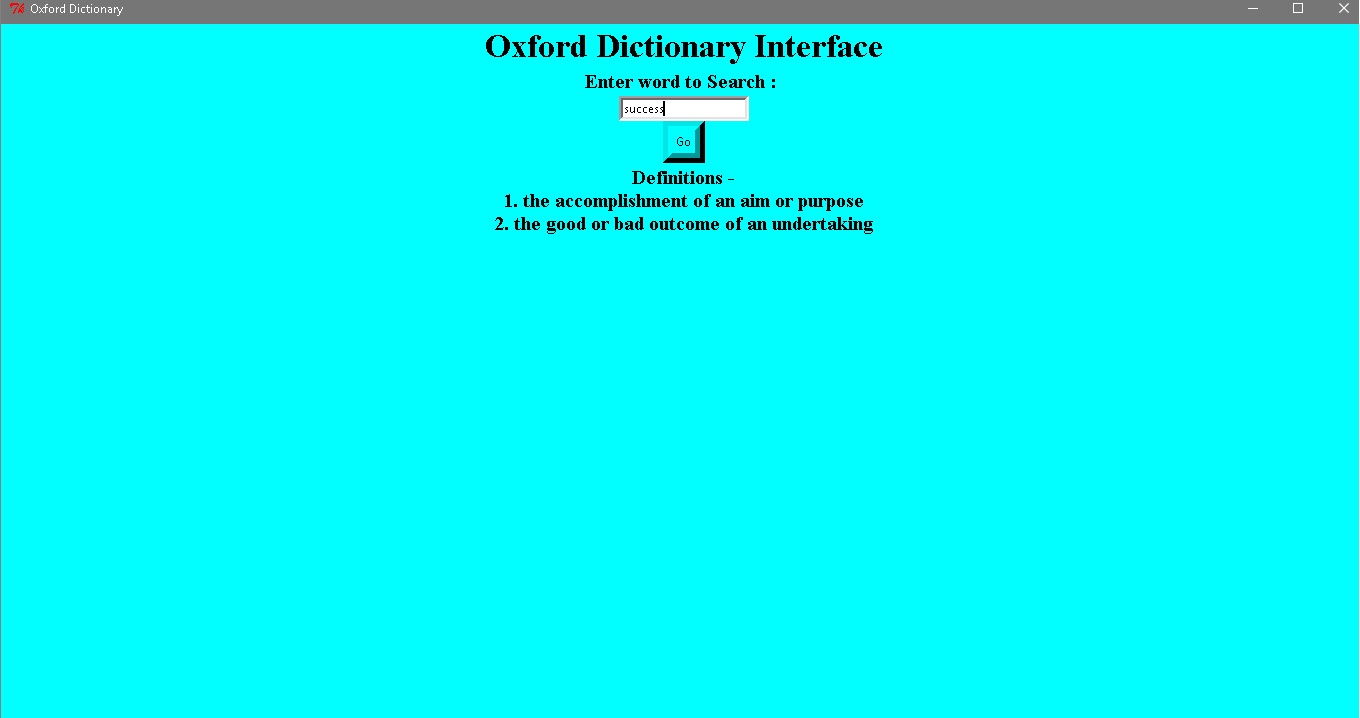 Oxford Dictionary
Oxford Dictionary Interface
Enter word to Search :
success
Go
Definitions -
1. the accomplishment of an aim or purpose
2. the good or bad outcome of an undertaking